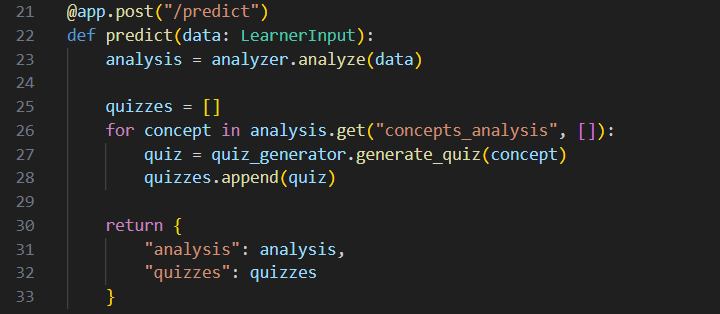 21 @app.post("/predict")
22 def predict(data: LearnerInput):
23     analysis = analyzer.analyze(data)
24
25     quizzes = []
26     for concept in analysis.get("concepts_analysis", []):
27         quiz = quiz_generator.generate_quiz(concept)
28         quizzes.append(quiz)
29
30     return {
31         "analysis": analysis,
32         "quizzes": quizzes
33     }